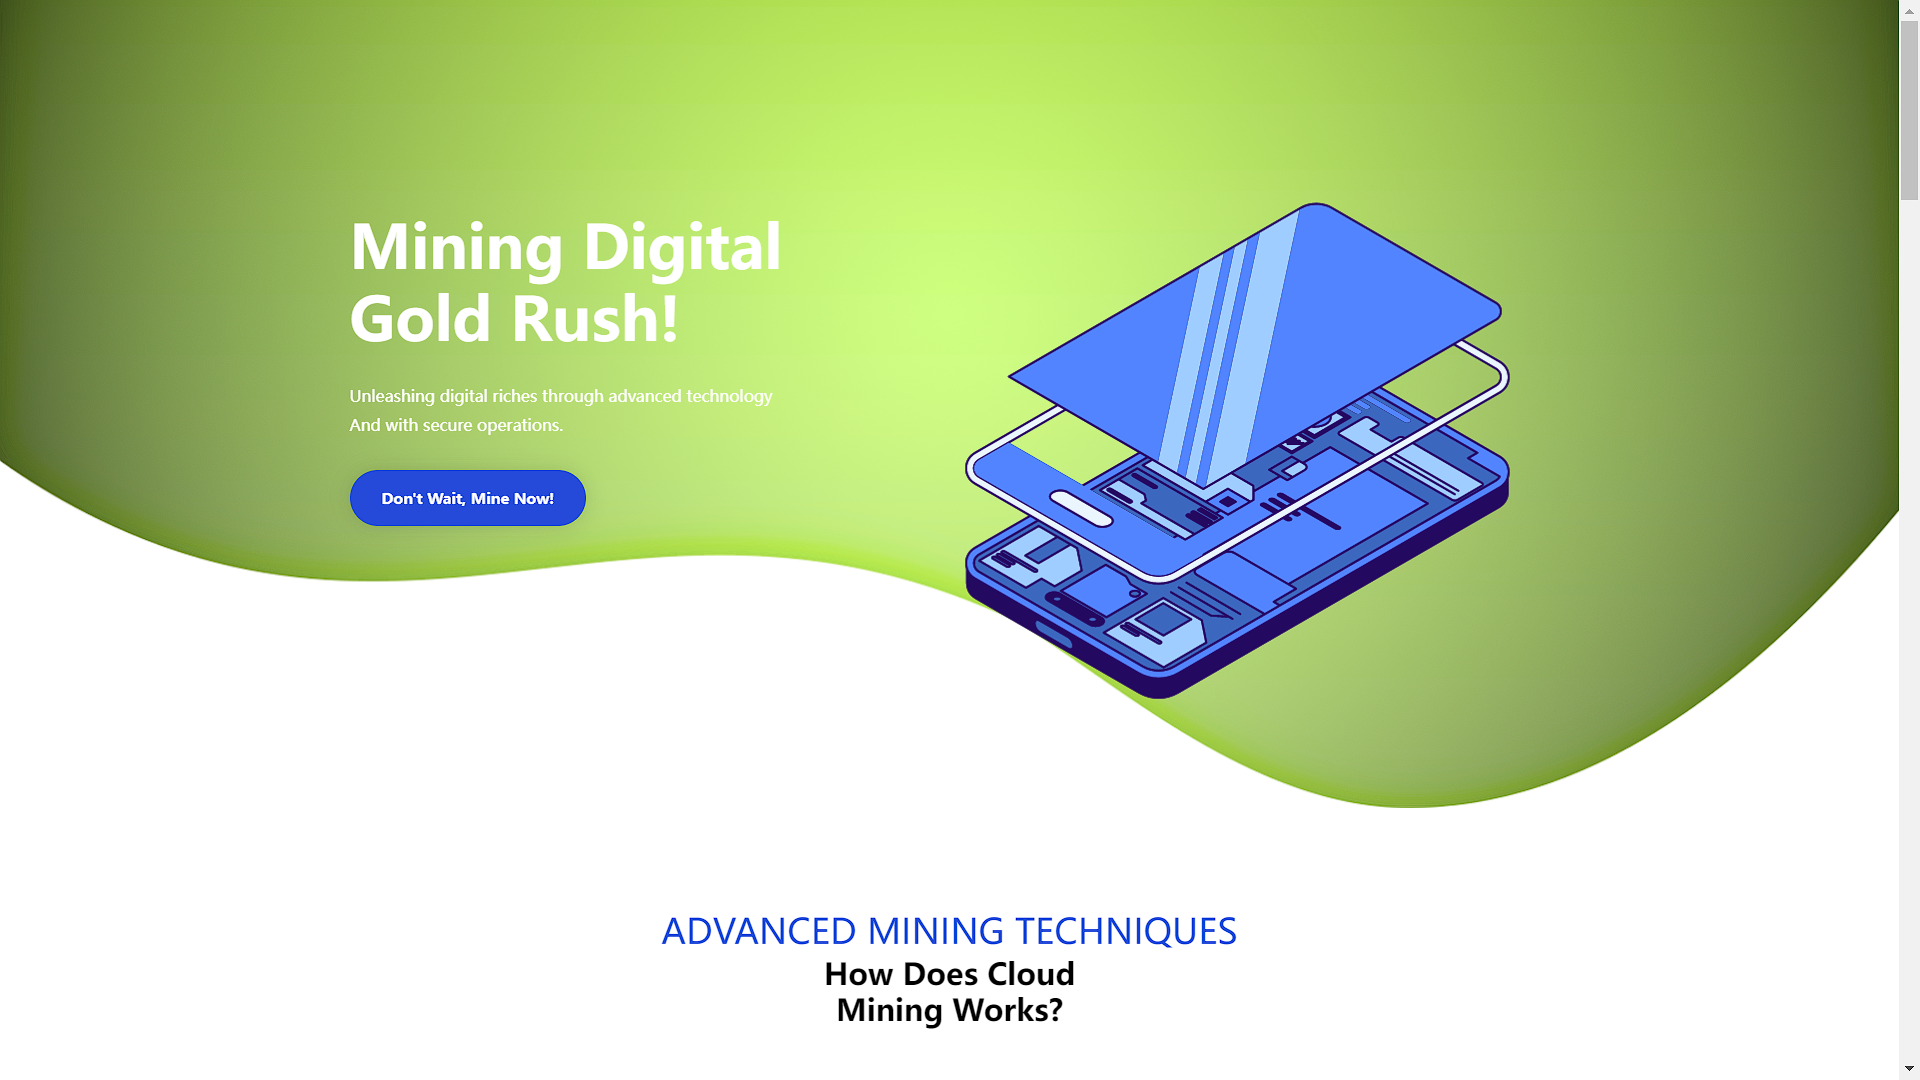 Mining Digital
Gold Rush!
Unleashing digital riches through advanced technology
And with secure operations.
Don't Wait, Mine Now!
ADVANCED MINING TECHNIQUES
How Does Cloud
Mining Works?